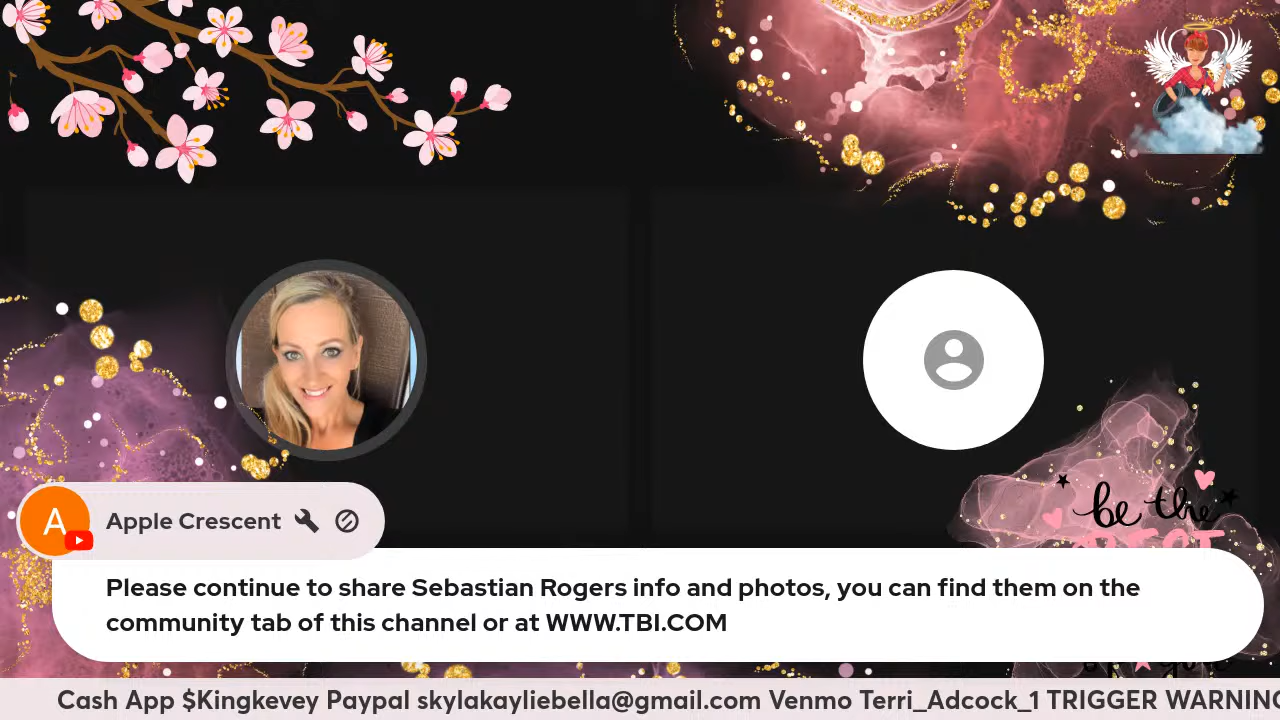 be the
A
Apple Crescent
Please continue to share Sebastian Rogers info and photos, you can find them on the
community tab of this channel or at WWW.TBI.COM
Cash App $Kingkevey Paypal skylakayliebella@gmail.com Venmo Terri_Adcock_1 TRIGGER WARNING